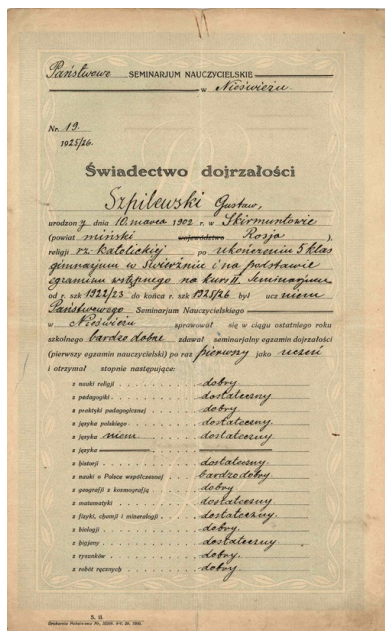 Państwowe SEMINARJUM NAUCZYCIELSKIE
w Nieświeżu.
Nr. 19.
1925/26.
Świadectwo dojrzałości
Szpilewski Gustaw,
urodzony dnia 10. marca 1902 r. w Skirmuntowie
(powiat miński województwo Rosja ),
religji rz.-katolickiej po ukończeniu 5 klas
gimnazjum w Świerżniu i na podstawie
egzaminu wstępnego na kurs II. Seminarjum
od r. szk 1922/23 do końca r. szk 1925/26 był uczniem
Państwowego Seminarjum Nauczycielskiego
w Nieświeżu sprawował się w ciągu ostatniego roku
szkolnego bardzo dobrze zdawał seminarjalny egzamin dojrzałości
(pierwszy egzamin nauczycielski) po raz pierwszy jako uczeń
i otrzymał stopnie następujące:
z nauki religji dobry
z pedagogiki dostateczny
z praktyki pedagogicznej dobry
z języka polskiego dostateczny.
z języka niem. dostateczny
z języka
z historji dostateczny.
z nauki o Polsce współczesnej bardzo dobry.
z geografji z kosmografją dobry
z matematyki dostateczny
z fizyki, chemji i mineralogji dostateczny.
z biologji dobry.
z higjeny dostateczny
z rysunków dobry.
z robót ręcznych dobry.
S. II.